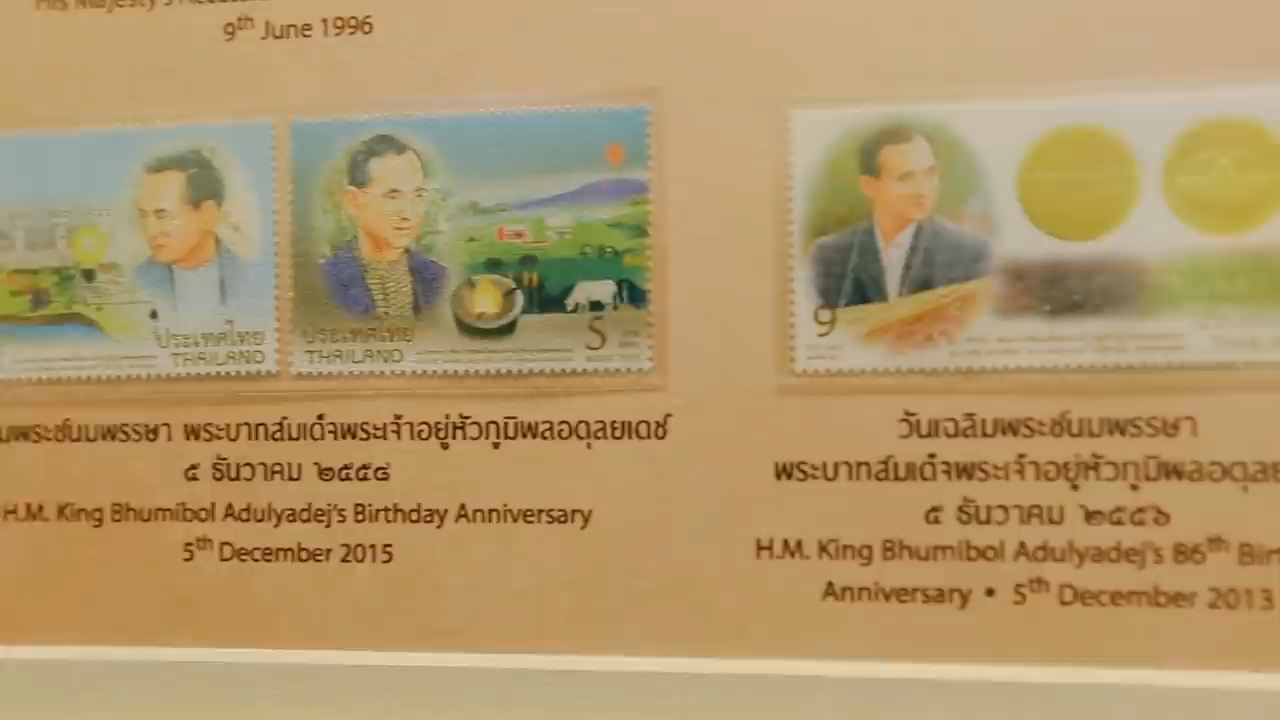 His Majesty's
9th June 1996
ประเทศไทย
THAILAND
ประเทศไทย
THAILAND
5
9
พระชนมพรรษา พระบาทสมเด็จพระเจ้าอยู่หัวภูมิพลอดุลยเดช
๕ ธันวาคม ๒๕๕๘
H.M. King Bhumibol Adulyadej's Birthday Anniversary
5th December 2015
วันเฉลิมพระชนมพรรษา
พระบาทสมเด็จพระเจ้าอยู่หัวภูมิพลอดุลย
๕ ธันวาคม ๒๕๕๖
H.M. King Bhumibol Adulyadej's 86th Bir
Anniversary • 5th December 2013